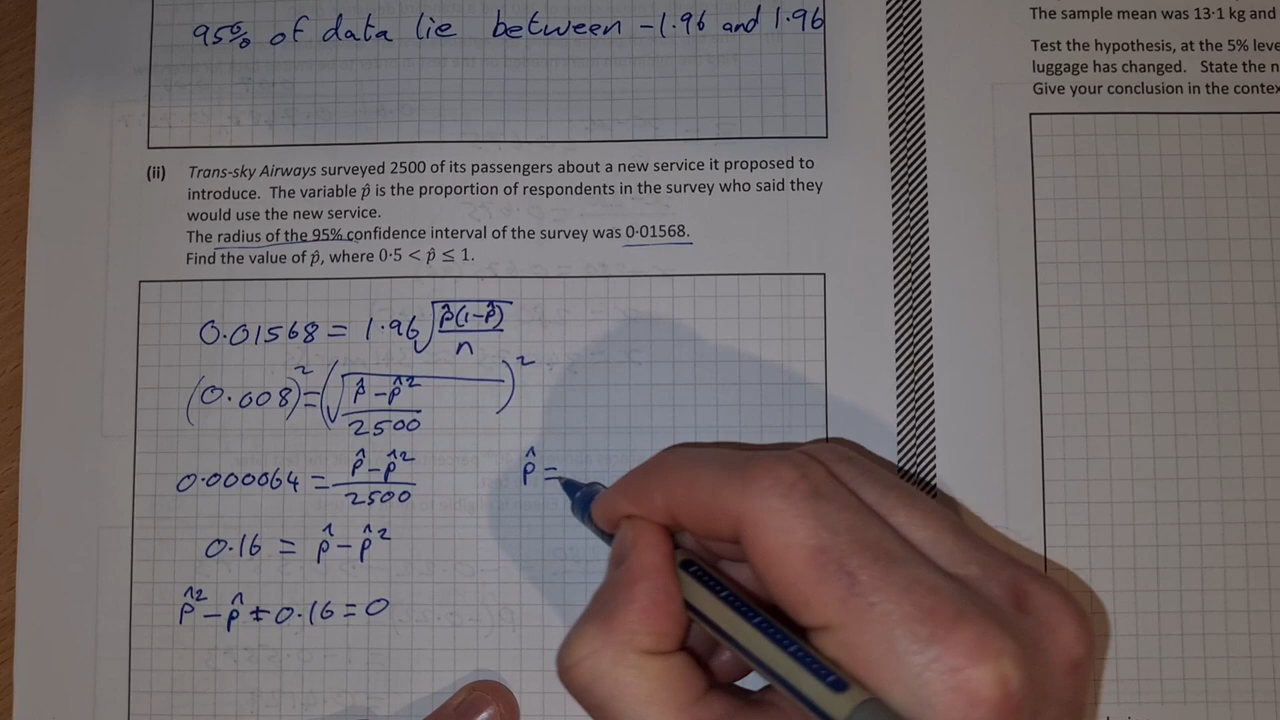 95% of data lie between -1.96 and 1.96
(ii) Trans-sky Airways surveyed 2500 of its passengers about a new service it proposed to
introduce. The variable p̂ is the proportion of respondents in the survey who said they
would use the new service.
The radius of the 95% confidence interval of the survey was 0·01568.
Find the value of p̂, where 0·5 < p̂ ≤ 1.
0.01568 = 1.96√(p̂(1-p̂)/n)
(0.008)² = (√(p̂-p̂²/2500))²
0.000064 = p̂-p̂²/2500
0.16 = p̂-p̂²
p̂²-p̂+0.16=0
p̂ =
The sample mean was 13·1 kg and
Test the hypothesis, at the 5% leve
luggage has changed. State the n
Give your conclusion in the contex